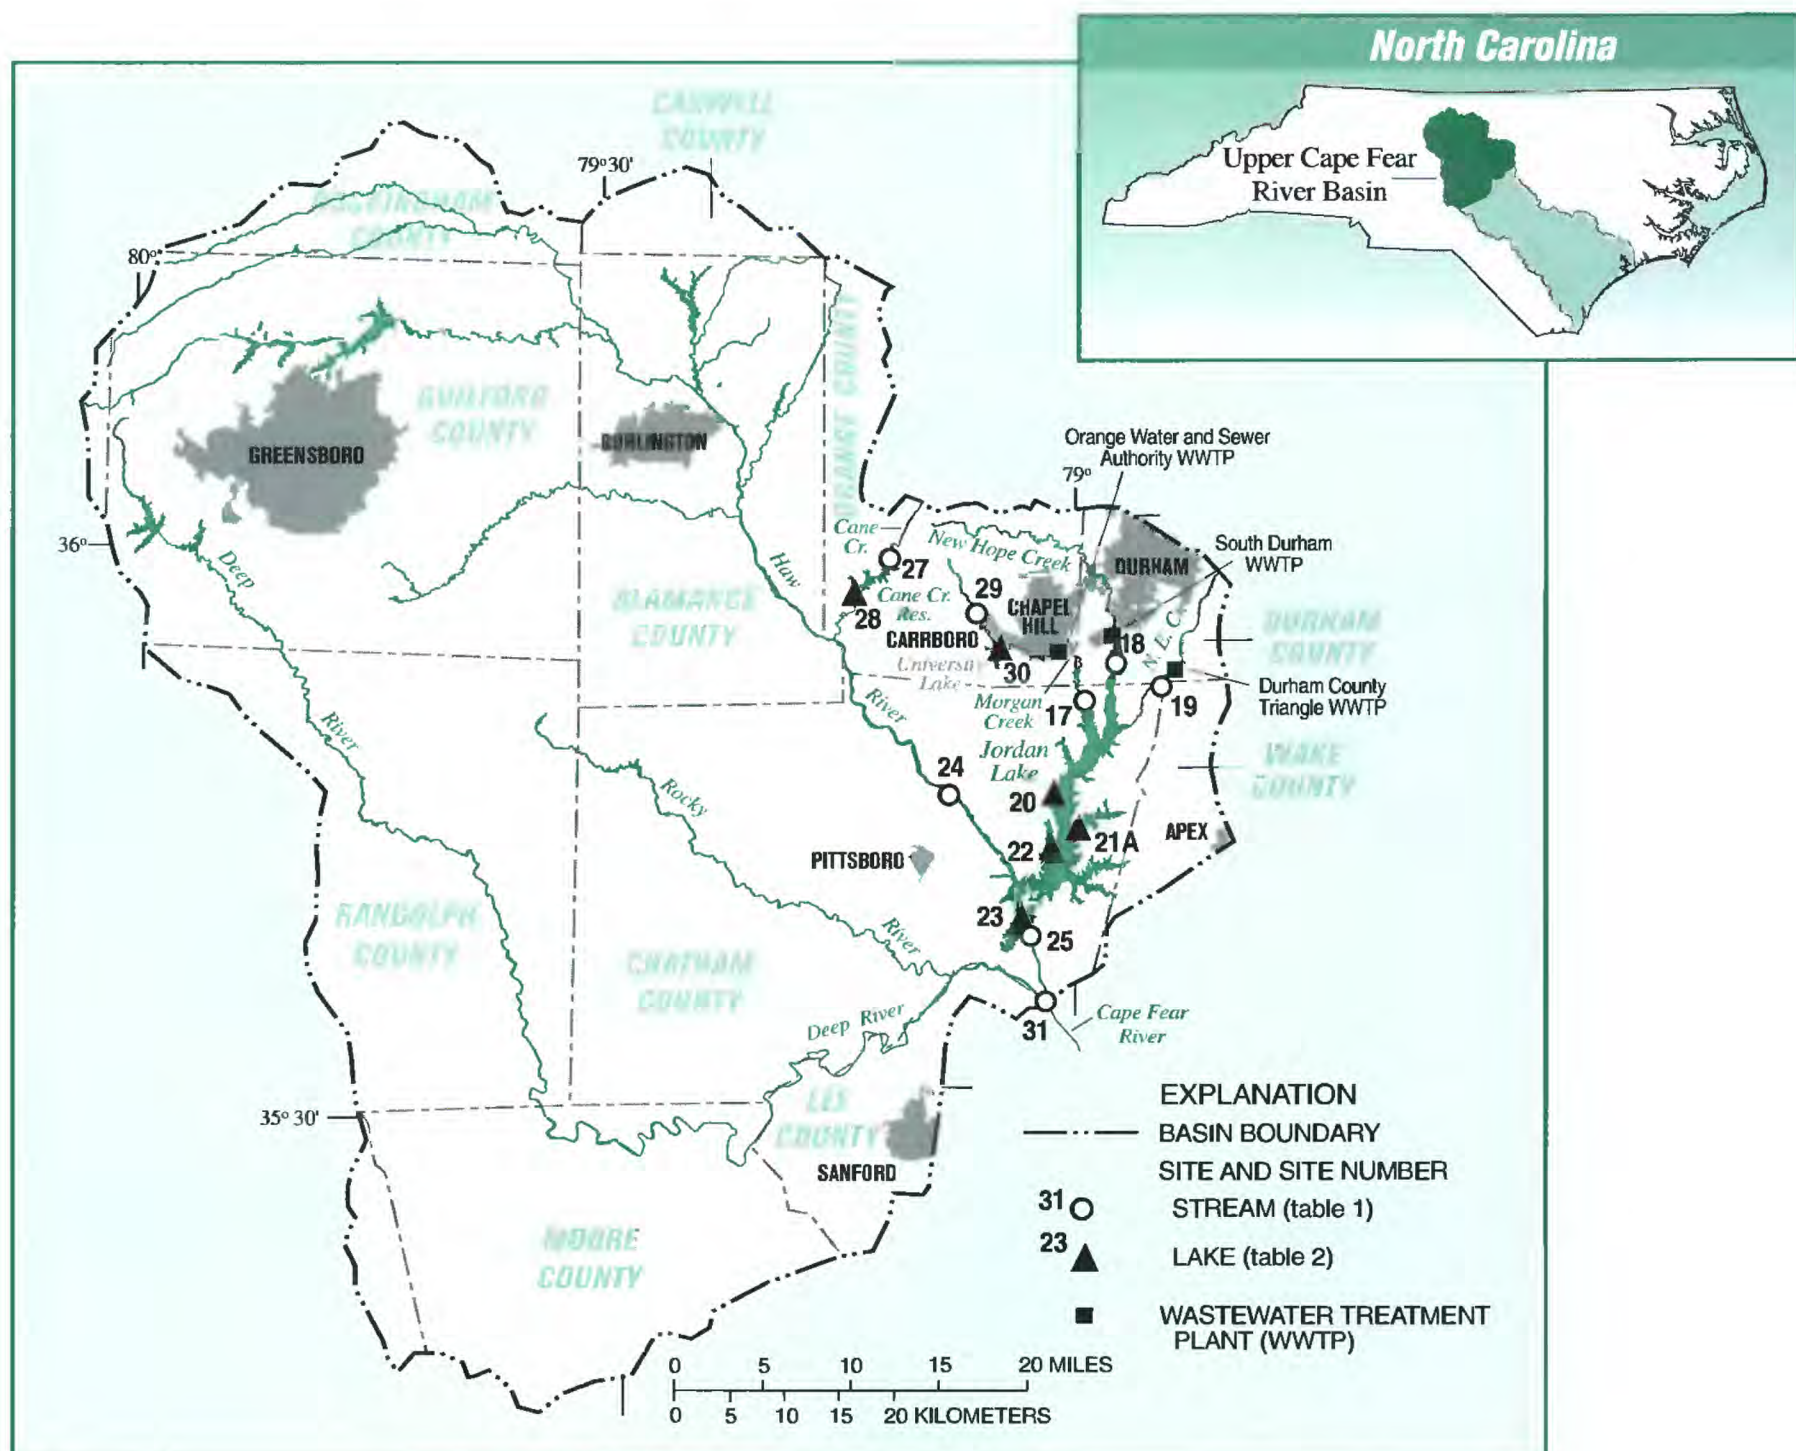 North Carolina
Upper Cape Fear
River Basin
CASWELL
COUNTY
79°30'
ROCKINGHAM
COUNTY
80°
ORANGE COUNTY
GUILFORD
COUNTY
GREENSBORO
BURLINGTON
Orange Water and Sewer
Authority WWTP
79°
36°
Deep
Haw
Cane
Cr.
27
New Hope Creek
DURHAM
South Durham
WWTP
ALAMANCE
COUNTY
28
Cane Cr.
Res.
29
CHAPEL
HILL
CARRBORO
University
Lake
30
18
N. E. Cr.
DURHAM
COUNTY
River
River
Morgan
Creek
17
19
Durham County
Triangle WWTP
Jordan
Lake
WAKE
COUNTY
24
20
Rocky
21A
APEX
22
PITTSBORO
RANDOLPH
COUNTY
23
River
25
CHATHAM
COUNTY
Deep River
31
Cape Fear
River
35° 30'
LES
COUNTY
SANFORD
MOORE
COUNTY
EXPLANATION
BASIN BOUNDARY
SITE AND SITE NUMBER
31 STREAM (table 1)
23 LAKE (table 2)
WASTEWATER TREATMENT
PLANT (WWTP)
0 5 10 15 20 MILES
0 5 10 15 20 KILOMETERS